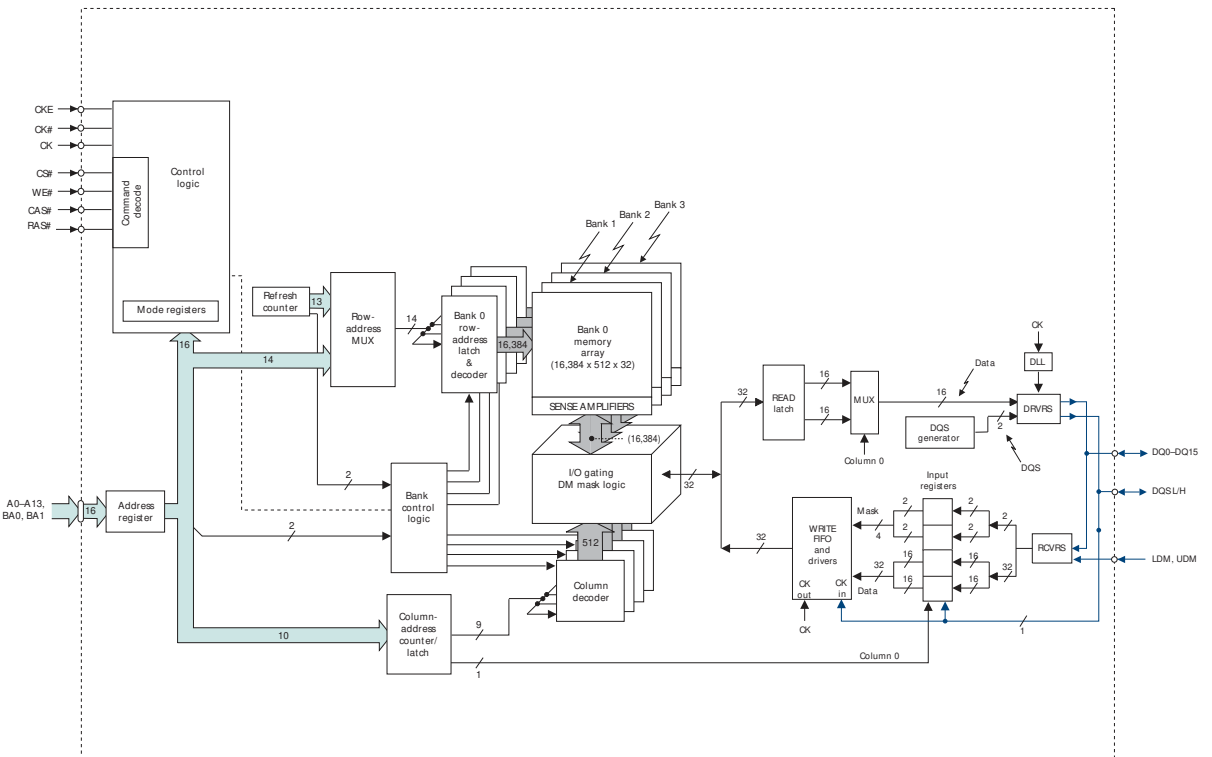 CKE
CK#
CK
CS#
WE#
CAS#
RAS#
Command
decode
Control
logic
Mode registers
16
14
Refresh
counter
13
Row-
address
MUX
14
Bank 0
row-
address
latch
&
decoder
16,384
Bank 1
Bank 2
Bank 3
Bank 0
memory
array
(16,384 x 512 x 32)
SENSE AMPLIFIERS
(16,384)
I/O gating
DM mask logic
32
512
Column
decoder
A0–A13,
BA0, BA1
16
Address
register
2
2
Bank
control
logic
10
Column-
address
counter/
latch
9
1
Column 0
32
READ
latch
16
16
MUX
Column 0
16
Data
DQS
generator
2
DQS
CK
DLL
DRVRS
DQ0–DQ15
DQSL/H
LDM, UDM
RCVRS
Input
registers
2
2
2
2
2
16
16
16
16
32
Mask
4
32
Data
WRITE
FIFO
and
drivers
CK
out
CK
in
CK
32
1